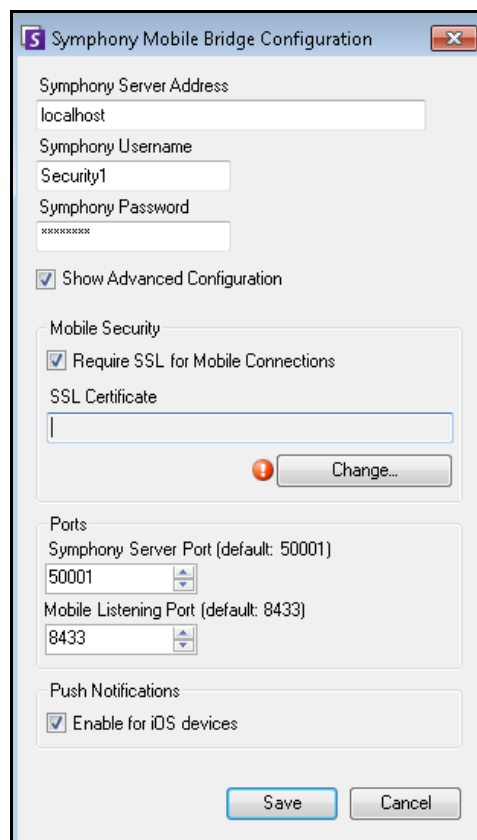 Symphony Mobile Bridge Configuration
Symphony Server Address
localhost
Symphony Username
Security1
Symphony Password
********
Show Advanced Configuration
Mobile Security
Require SSL for Mobile Connections
SSL Certificate
Change...
Ports
Symphony Server Port (default: 50001)
50001
Mobile Listening Port (default: 8433)
8433
Push Notifications
Enable for iOS devices
Save Cancel